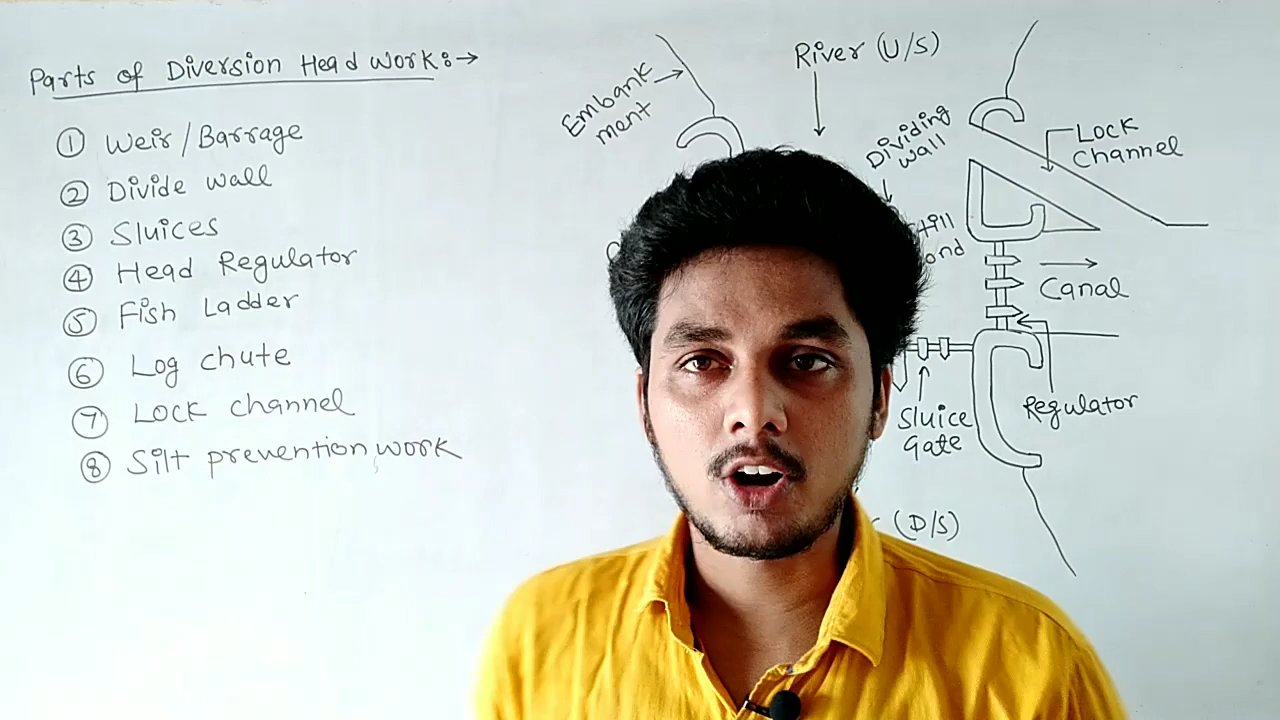 Parts of Diversion Head Work:→
① Weir/Barrage
② Divide wall
③ Sluices
④ Head Regulator
⑤ Fish Ladder
⑥ Log chute
⑦ Lock channel
⑧ Silt prevention work
River (U/S)
Embank
ment
Dividing
wall
Lock
Channel
Canal
Sluice
Gate
Regulator
(D/S)